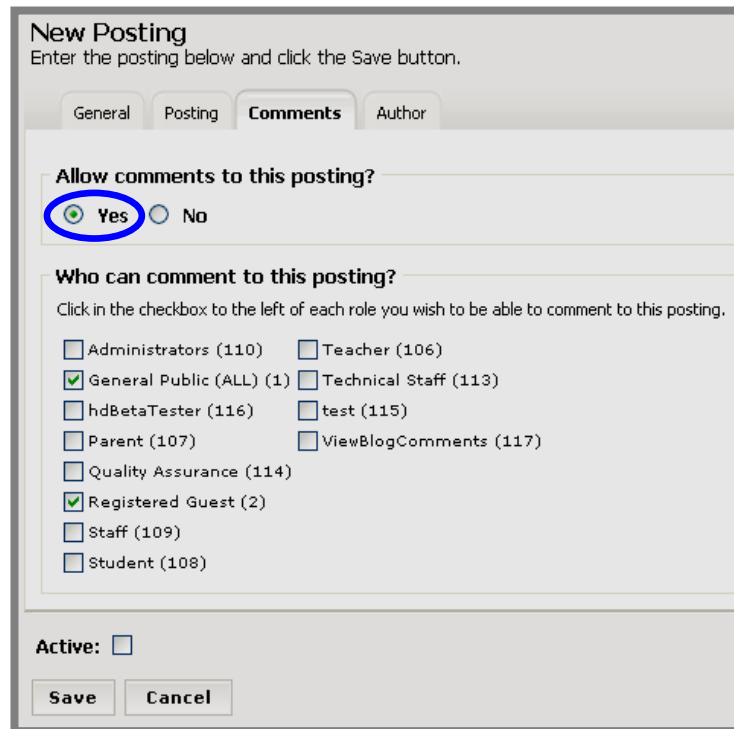 New Posting
Enter the posting below and click the Save button.
General Posting Comments Author
Allow comments to this posting?
Yes No
Who can comment to this posting?
Click in the checkbox to the left of each role you wish to be able to comment to this posting.
Administrators (110) Teacher (106)
General Public (ALL) (1) Technical Staff (113)
hdBetaTester (116) test (115)
Parent (107) ViewBlogComments (117)
Quality Assurance (114)
Registered Guest (2)
Staff (109)
Student (108)
Active:
Save Cancel